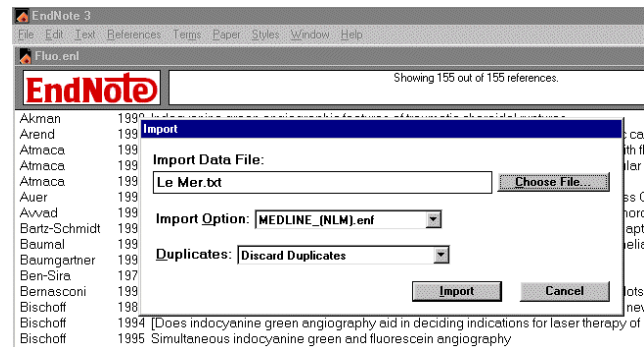 EndNote 3
File Edit Text References Terms Paper Styles Window Help
Fluo.enl
EndNote
Showing 155 out of 155 references.
Akman 1999 Indocyanine green angiographic features of traumatic choroidal ruptures
Arend 199
Atmaca 199
Atmaca 199
Atmaca 199
Auer 199
Avvad 199
Bartz-Schmidt 199
Baumal 199
Baumgartner 199
Ben-Sira 197
Bernasconi 199
Bischoff 198
Bischoff 1994 [Does indocyanine green angiography aid in deciding indications for laser therapy of
Bischoff 1995 Simultaneous indocyanine green and fluorescein angiography
Import
Import Data File:
Le Mer.txt
Choose File...
Import Option: MEDLINE_(NLM).enf
Duplicates: Discard Duplicates
Import Cancel